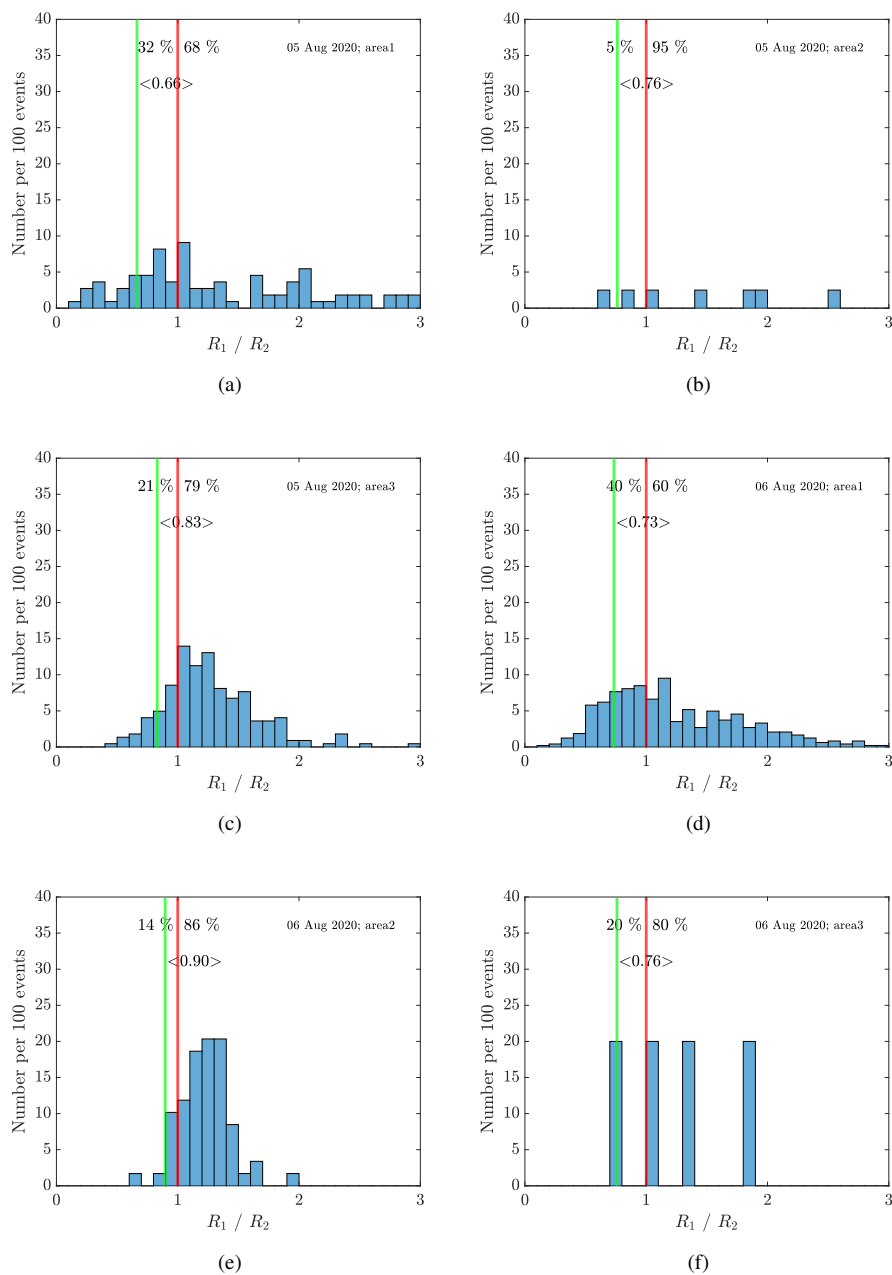 40
35
30
25
20
15
10
5
0
Number per 100 events
32 % 68 %
05 Aug 2020; area1
<0.66>
0 1 2 3
R₁ / R₂
(a)
40
35
30
25
20
15
10
5
0
Number per 100 events
5 % 95 %
05 Aug 2020; area2
<0.76>
0 1 2 3
R₁ / R₂
(b)
40
35
30
25
20
15
10
5
0
Number per 100 events
21 % 79 %
05 Aug 2020; area3
<0.83>
0 1 2 3
R₁ / R₂
(c)
40
35
30
25
20
15
10
5
0
Number per 100 events
40 % 60 %
06 Aug 2020; area1
<0.73>
0 1 2 3
R₁ / R₂
(d)
40
35
30
25
20
15
10
5
0
Number per 100 events
14 % 86 %
06 Aug 2020; area2
<0.90>
0 1 2 3
R₁ / R₂
(e)
40
35
30
25
20
15
10
5
0
Number per 100 events
20 % 80 %
06 Aug 2020; area3
<0.76>
0 1 2 3
R₁ / R₂
(f)